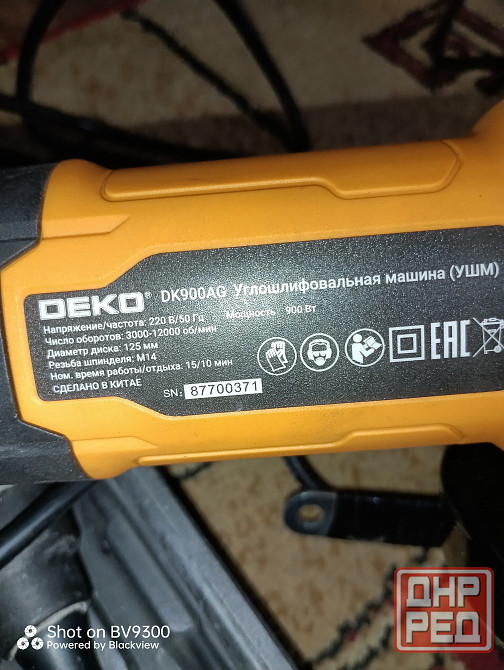 DEKO® DK900AG Углошлифовальная машина (УШМ)
Напряжение/частота: 220 В/50 Гц Мощность 900 Вт
Число оборотов: 3000-12000 об/мин
Диаметр диска: 125 мм
Резьба шпинделя: М14
Ном. время работы/отдыха: 15/10 мин
СДЕЛАНО В КИТАЕ
SN: 87700371
EAC
Shot on BV9300
Powered by Blackview
ДНР
РЕД